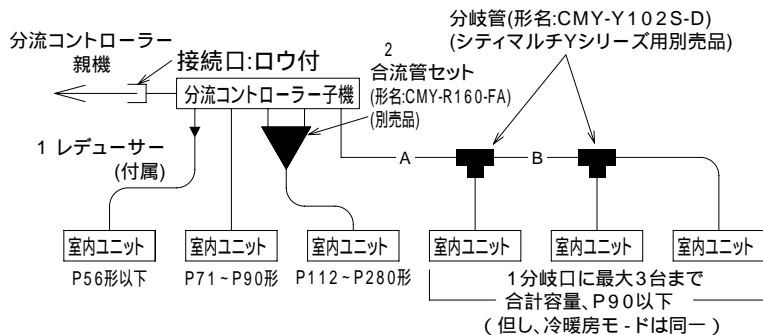 分岐管(形名:CMY-Y102S-D)
(シティマルチYシリーズ用別売品)
分流コントローラー
親機
接続口:ロウ付
2
合流管セット
(形名:CMY-R160-FA)
(別売品)
分流コントローラー子機
1 レデューサー
(付属)
A
B
室内ユニット
室内ユニット
室内ユニット
室内ユニット
室内ユニット
室内ユニット
P56形以下
P71~P90形
P112~P280形
1分岐口に最大3台まで
合計容量、P90以下
(但し、冷暖房モ-ドは同一)